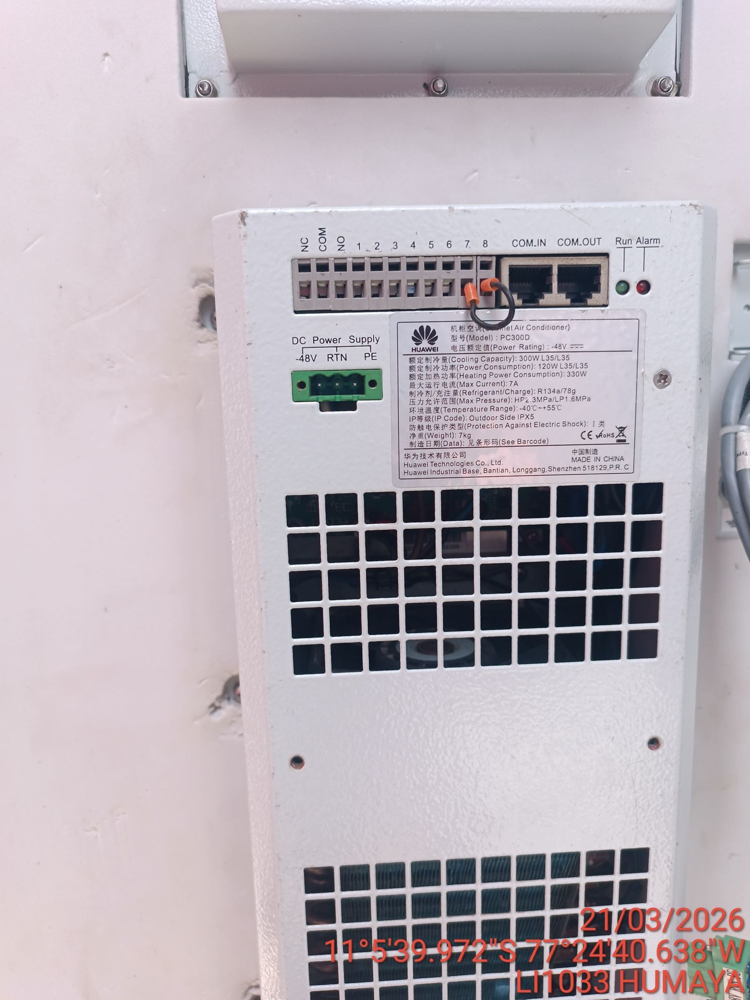 NC COM NO 1 2 3 4 5 6 7 8 COM-IN COM-OUT Run Alarm
DC Power Supply
-48V RTN PE
HUAWEI
机柜空调( Air Conditioner)
型号(Model) : PC300D
电压额定值(Power Rating) : -48V
额定制冷量(Cooling Capacity): 300W L35/L35
额定制冷功率(Power Consumption): 120W L35/L35
额定加热功率(Heating Power Consumption): 330W
最大运行电流(Max Current): 7A
制冷剂/充注量(Refrigerant/Charge): R134a/78g
压力允许范围(Max Pressure): HP2.3MPa/LP1.6MPa
环境温度(Temperature Range): -40℃~+55℃
IP等级(IP Code): Outdoor Side IPX5
防触电保护类型(Protection Against Electric Shock): I 类
净重(Weight): 7kg
CE RoHS
制造日期(Data): 见条形码(See Barcode)
华为技术有限公司
中国制造
Huawei Technologies Co., Ltd.
MADE IN CHINA
Huawei Industrial Base, Bantian, Longgang, Shenzhen 518129, P.R. C
21/03/2026
11°5'39.972"S 77°24'40.638"W
LI1033 HUMAYA